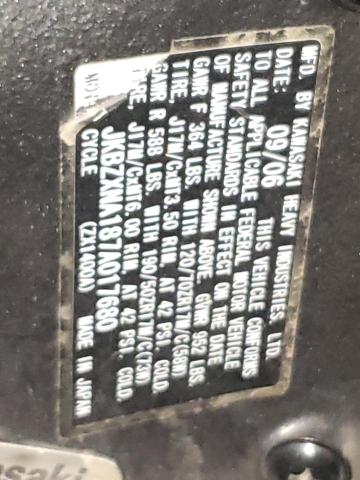 MFD. BY KAWASAKI HEAVY INDUSTRIES, LTD.
DATE: 09/06 THIS VEHICLE CONFORMS
TO ALL APPLICABLE FEDERAL MOTOR VEHICLE
SAFETY STANDARDS IN EFFECT ON THE DATE
OF MANUFACTURE SHOWN ABOVE. GVWR 952 LBS.
GAWR F 364 LBS. WITH 120/70ZR17M/C(58W)
TIRE, J17M/CxMT3.50 RIM, AT 42 PSI. COLD.
GAWR R 588 LBS. WITH 190/50ZR17M/C(73W)
TIRE, J17M/CxMT6.00 RIM, AT 42 PSI. COLD.
JKBZXNA187A017680
CYCLE (ZX1400A) MADE IN JAPAN